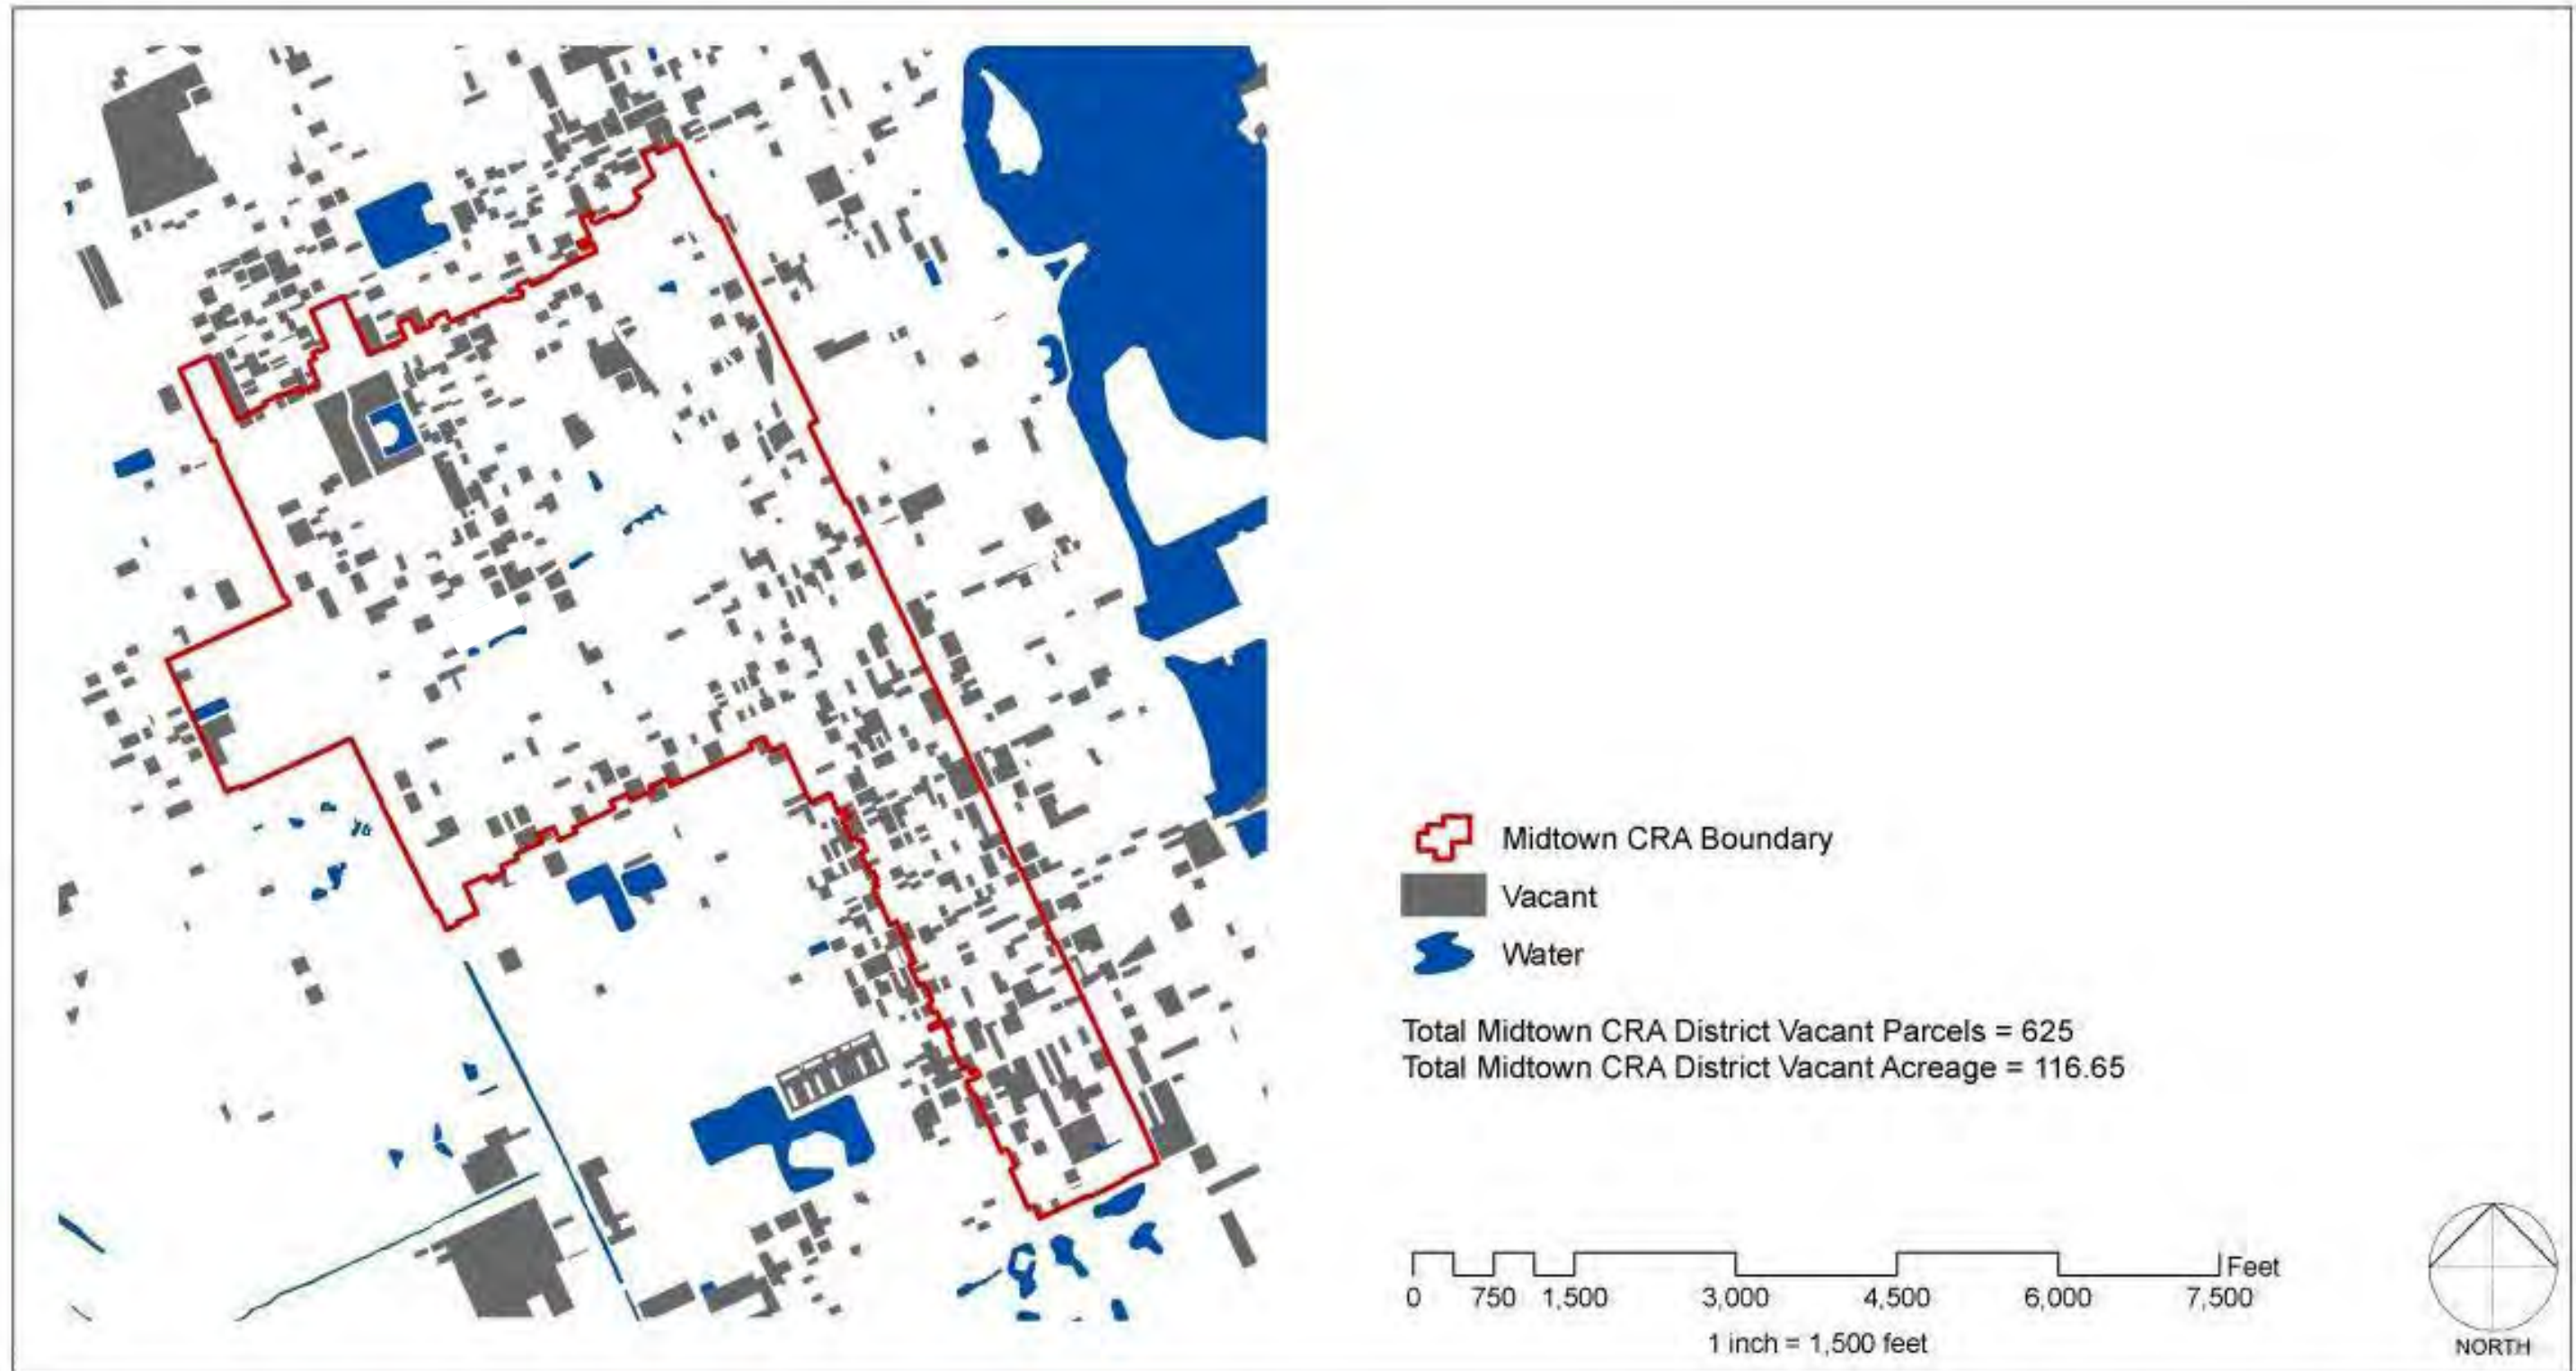 Midtown CRA Boundary
Vacant
Water
Total Midtown CRA District Vacant Parcels = 625
Total Midtown CRA District Vacant Acreage = 116.65
Feet
0 750 1,500 3,000 4,500 6,000 7,500
1 inch = 1,500 feet
NORTH